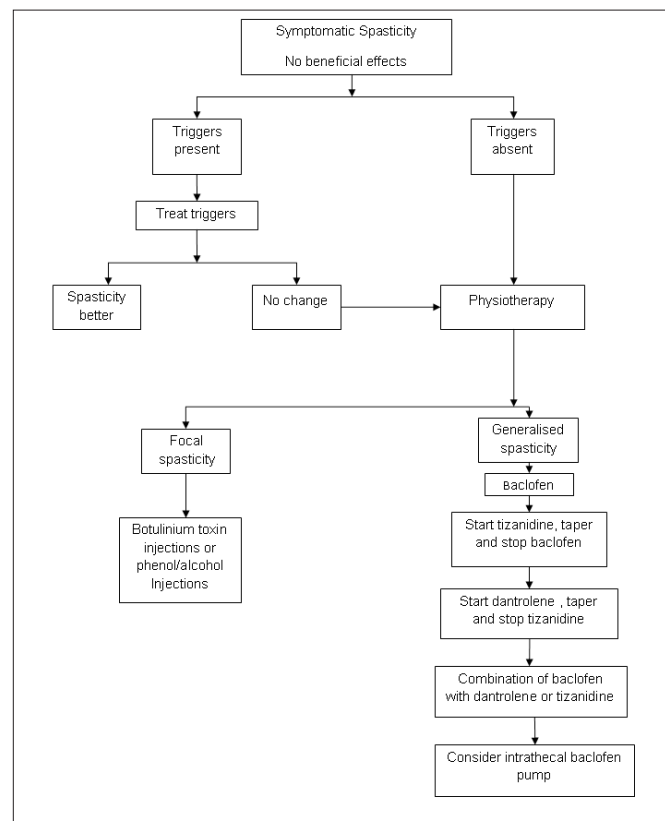 Symptomatic Spasticity
No beneficial effects
Triggers
present
Triggers
absent
Treat triggers
Spasticity
better
No change
Physiotherapy
Focal
spasticity
Generalised
spasticity
Baclofen
Botulinium toxin
injections or
phenol/alcohol
Injections
Start tizanidine, taper
and stop baclofen
Start dantrolene , taper
and stop tizanidine
Combination of baclofen
with dantrolene or tizanidine
Consider intrathecal baclofen
pump